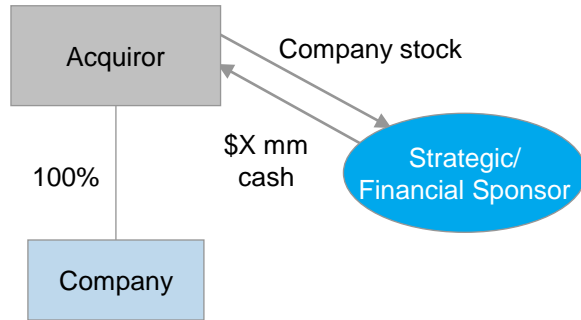 Acquiror
Company stock
$X mm
cash
Strategic/
Financial Sponsor
100%
Company